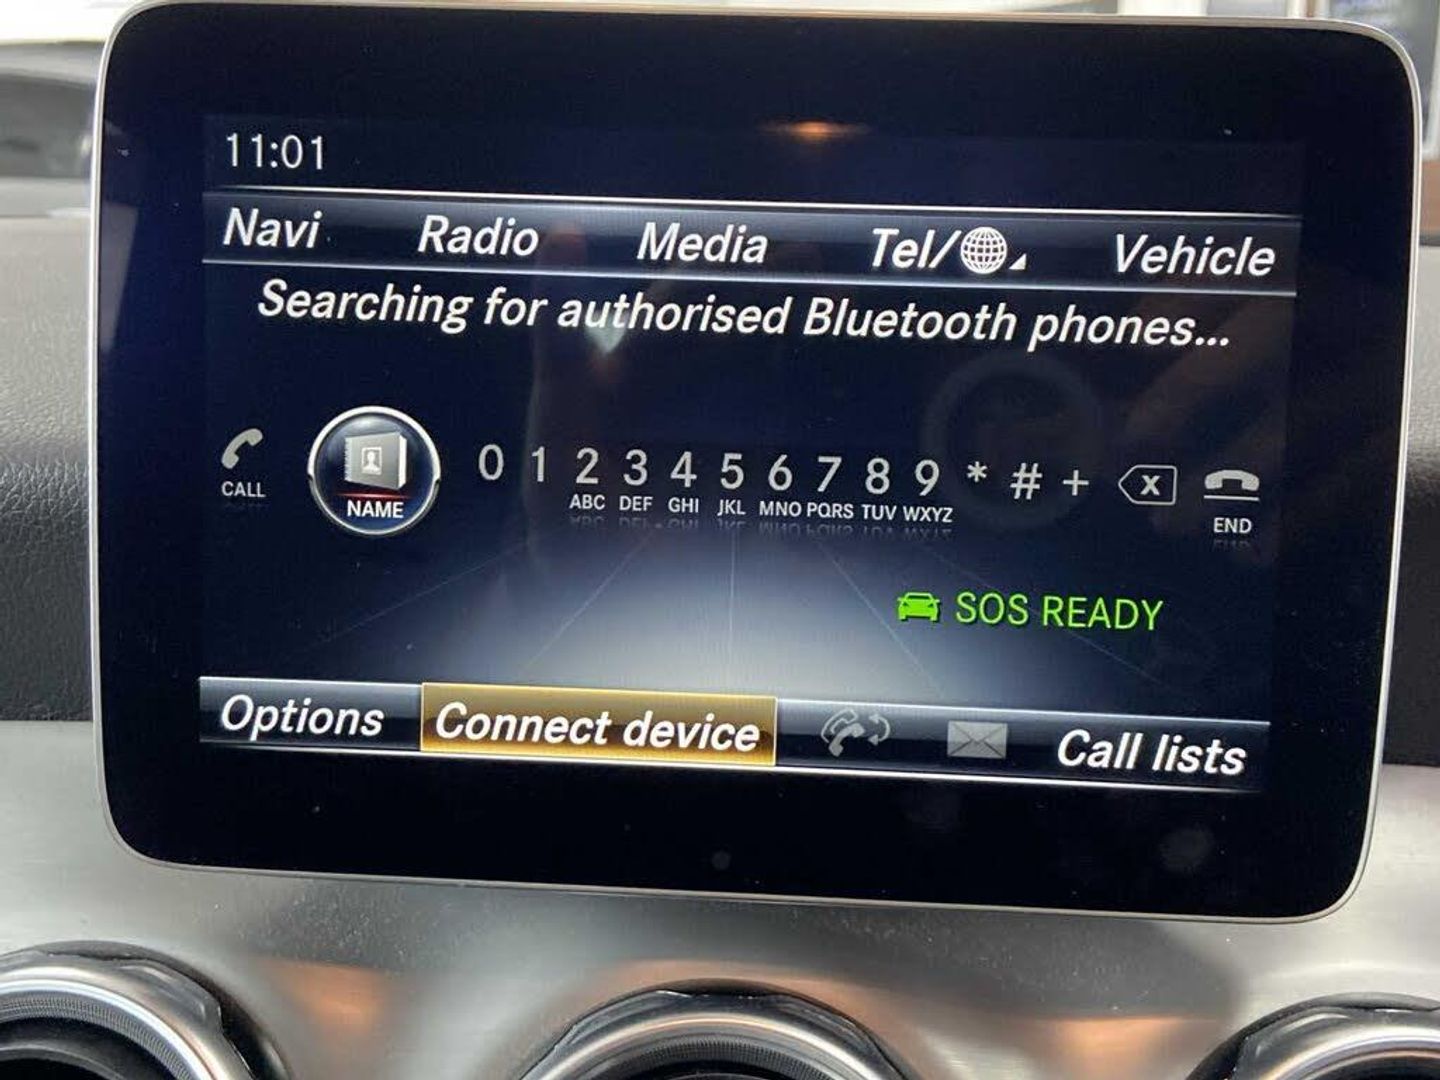 11:01
Navi Radio Media Tel/ Vehicle
Searching for authorised Bluetooth phones...
CALL NAME 0 1 2 ABC 3 DEF 4 GHI 5 JKL 6 MNO 7 PQRS 8 TUV 9 WXYZ * # + X END
SOS READY
Options Connect device Call lists